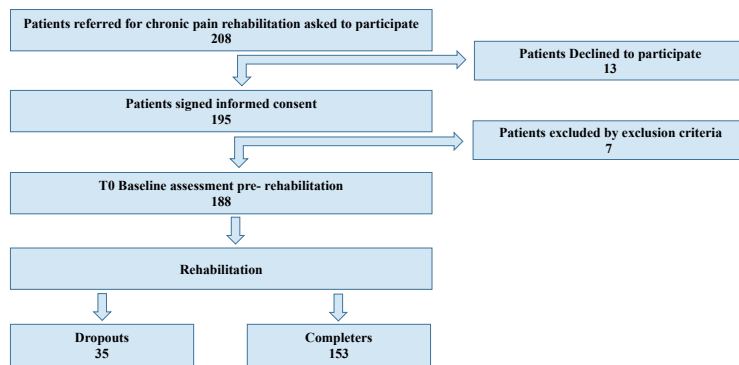 Patients referred for chronic pain rehabilitation asked to participate
208
Patients Declined to participate
13
Patients signed informed consent
195
Patients excluded by exclusion criteria
7
T0 Baseline assessment pre- rehabilitation
188
Rehabilitation
Dropouts
35
Completers
153